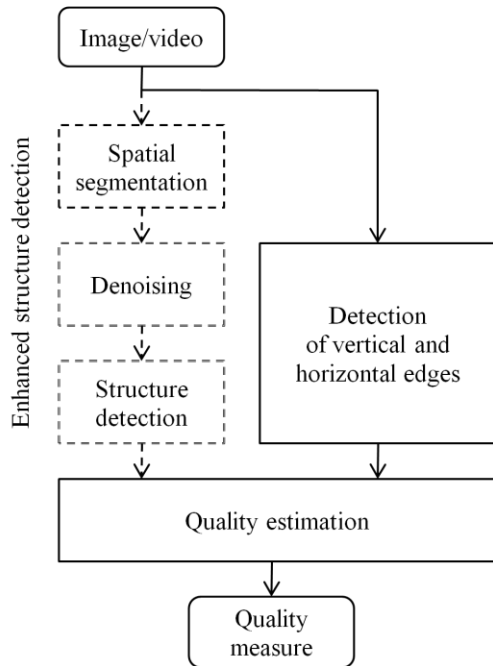 Image/video
Enhanced structure detection
Spatial
segmentation
Denoising
Structure
detection
Detection
of vertical and
horizontal edges
Quality estimation
Quality
measure